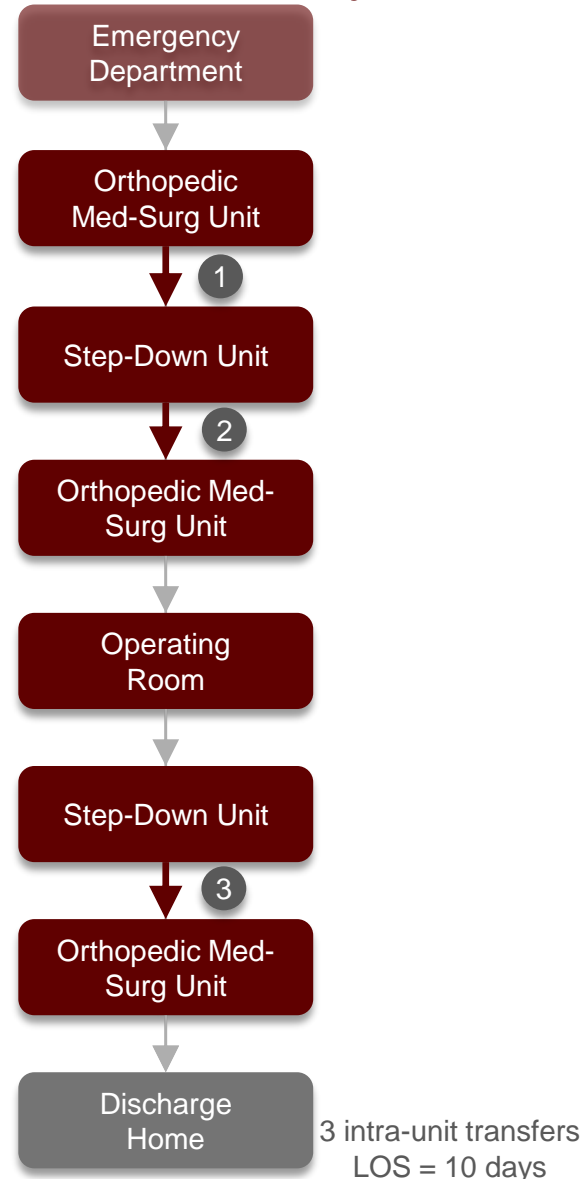 Emergency
Department
Orthopedic
Med-Surg Unit
1
Step-Down Unit
2
Orthopedic Med-
Surg Unit
Operating
Room
Step-Down Unit
3
Orthopedic Med-
Surg Unit
Discharge
Home
3 intra-unit transfers
LOS = 10 days